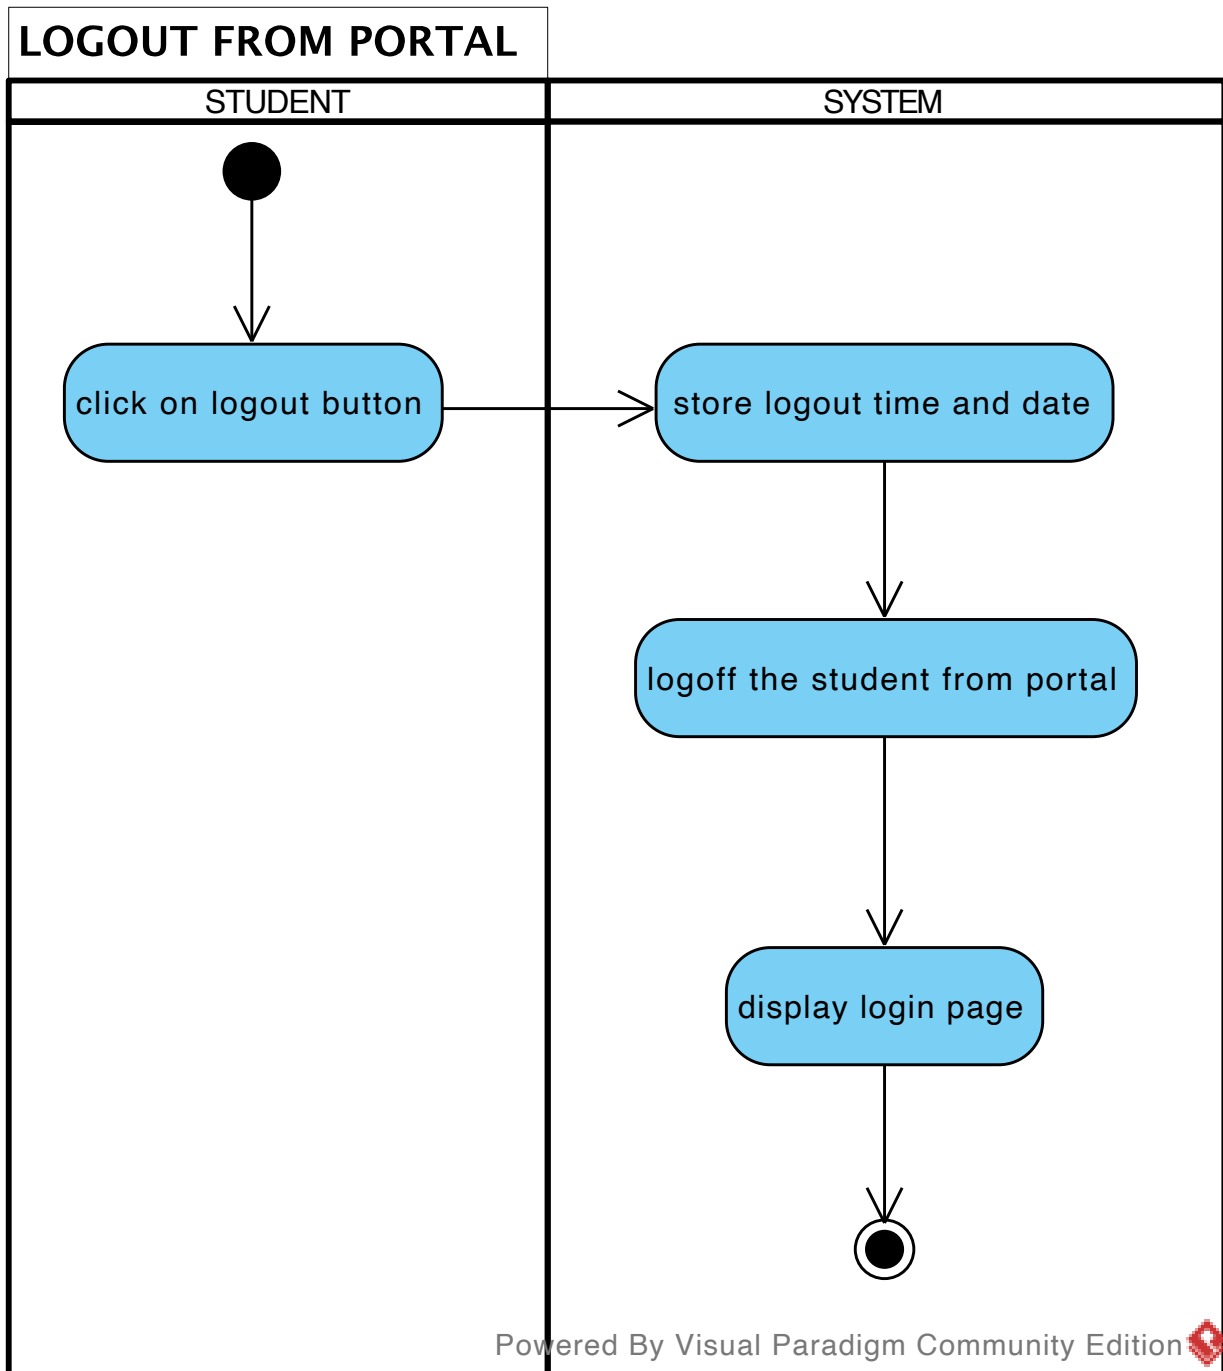 LOGOUT FROM PORTAL
STUDENT
SYSTEM
click on logout button
store logout time and date
logoff the student from portal
display login page
Powered By Visual Paradigm Community Edition